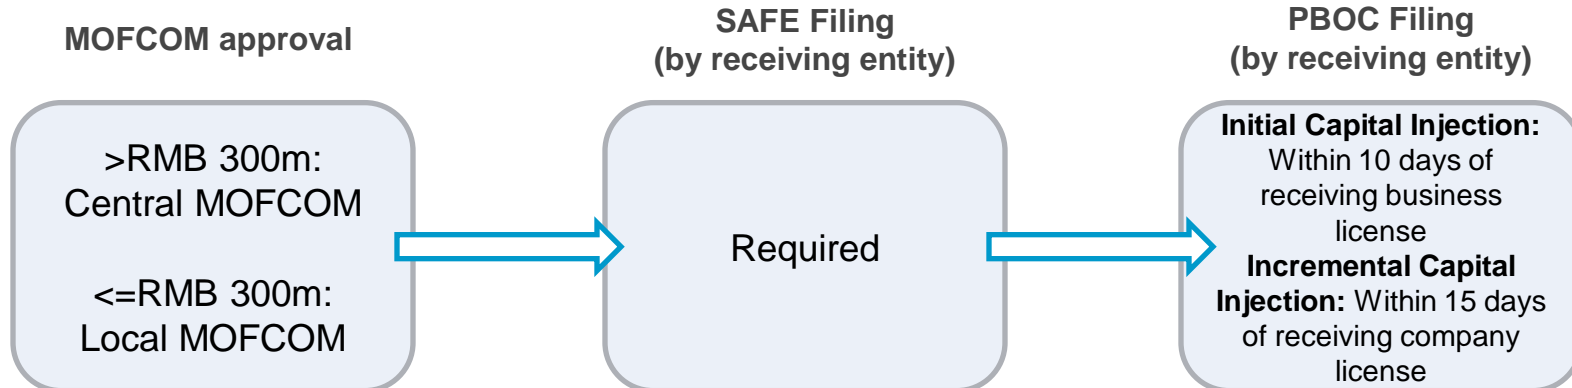 MOFCOM approval
SAFE Filing
(by receiving entity)
PBOC Filing
(by receiving entity)
>RMB 300m:
Central MOFCOM
<=RMB 300m:
Local MOFCOM
Required
Initial Capital Injection:
Within 10 days of
receiving business
license
Incremental Capital
Injection: Within 15 days
of receiving company
license